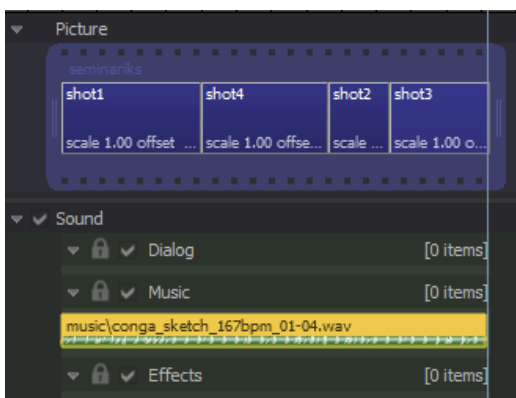 Picture
seminariks
shot1 shot4 shot2 shot3
scale 1.00 offset ... scale 1.00 offse... scale ... scale 1.00 o...
Sound
Dialog [0 items]
Music [0 items]
music\conga_sketch_167bpm_01-04.wav
Effects [0 items]